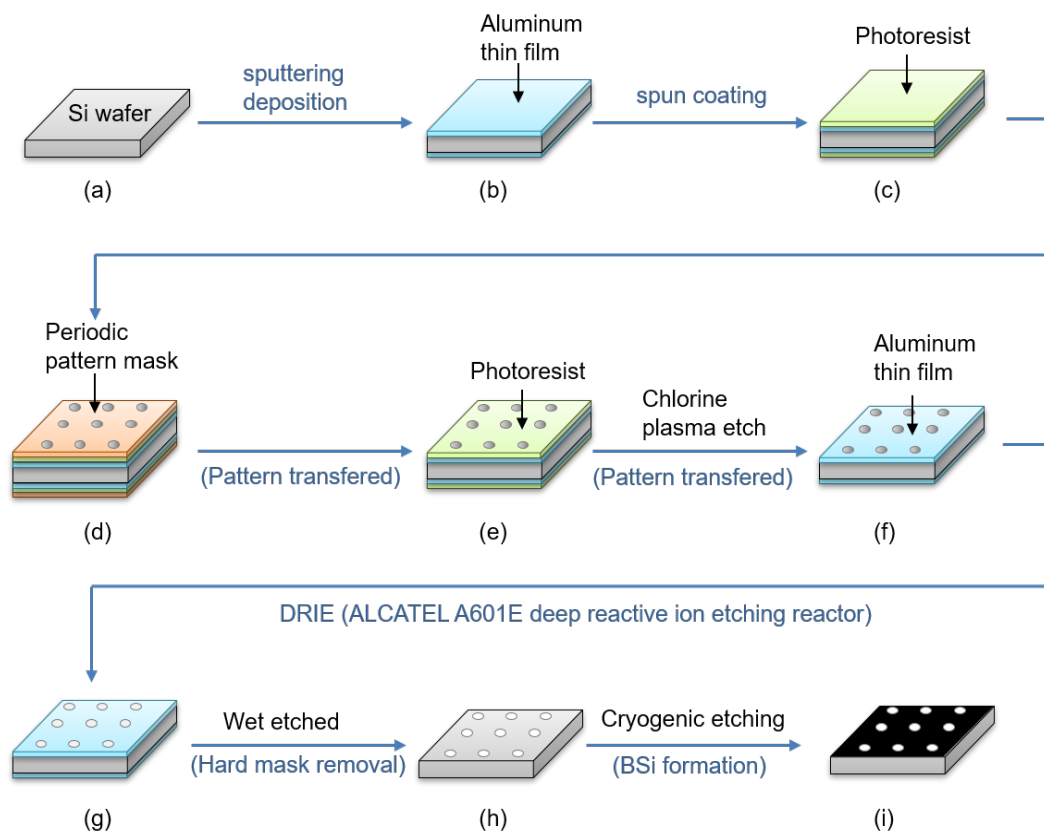 Aluminum
thin film
Photoresist
sputtering
deposition
spun coating
Si wafer
(a)
(b)
(c)
Periodic
pattern mask
Photoresist
Chlorine
plasma etch
Aluminum
thin film
(Pattern transfered)
(Pattern transfered)
(d)
(e)
(f)
DRIE (ALCATEL A601E deep reactive ion etching reactor)
Wet etched
(Hard mask removal)
Cryogenic etching
(BSi formation)
(g)
(h)
(i)